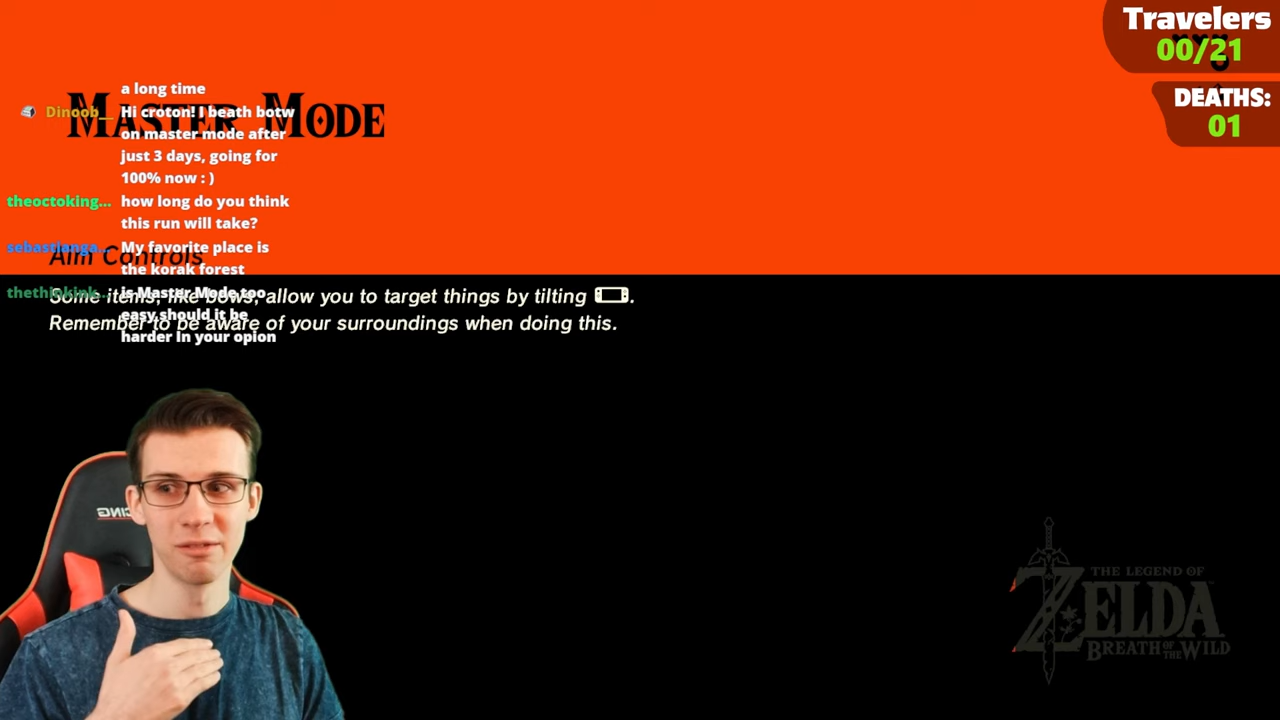 Travelers
00/21
DEATHS:
01
a long time
MASTER MODE
Dinoob__ Hi croton! I beath botw
on master mode after
just 3 days, going for
100% now : )
theoctoking... how long do you think
this run will take?
sebastianga... My favorite place is
the korak forest
Aim Controls
thethinkink... is Master Mode too
easy,should it be
harder in your opion
Some items, like bows, allow you to target things by tilting .
Remember to be aware of your surroundings when doing this.
RACING
THE LEGEND OF
ZELDA
BREATH OF THE WILD